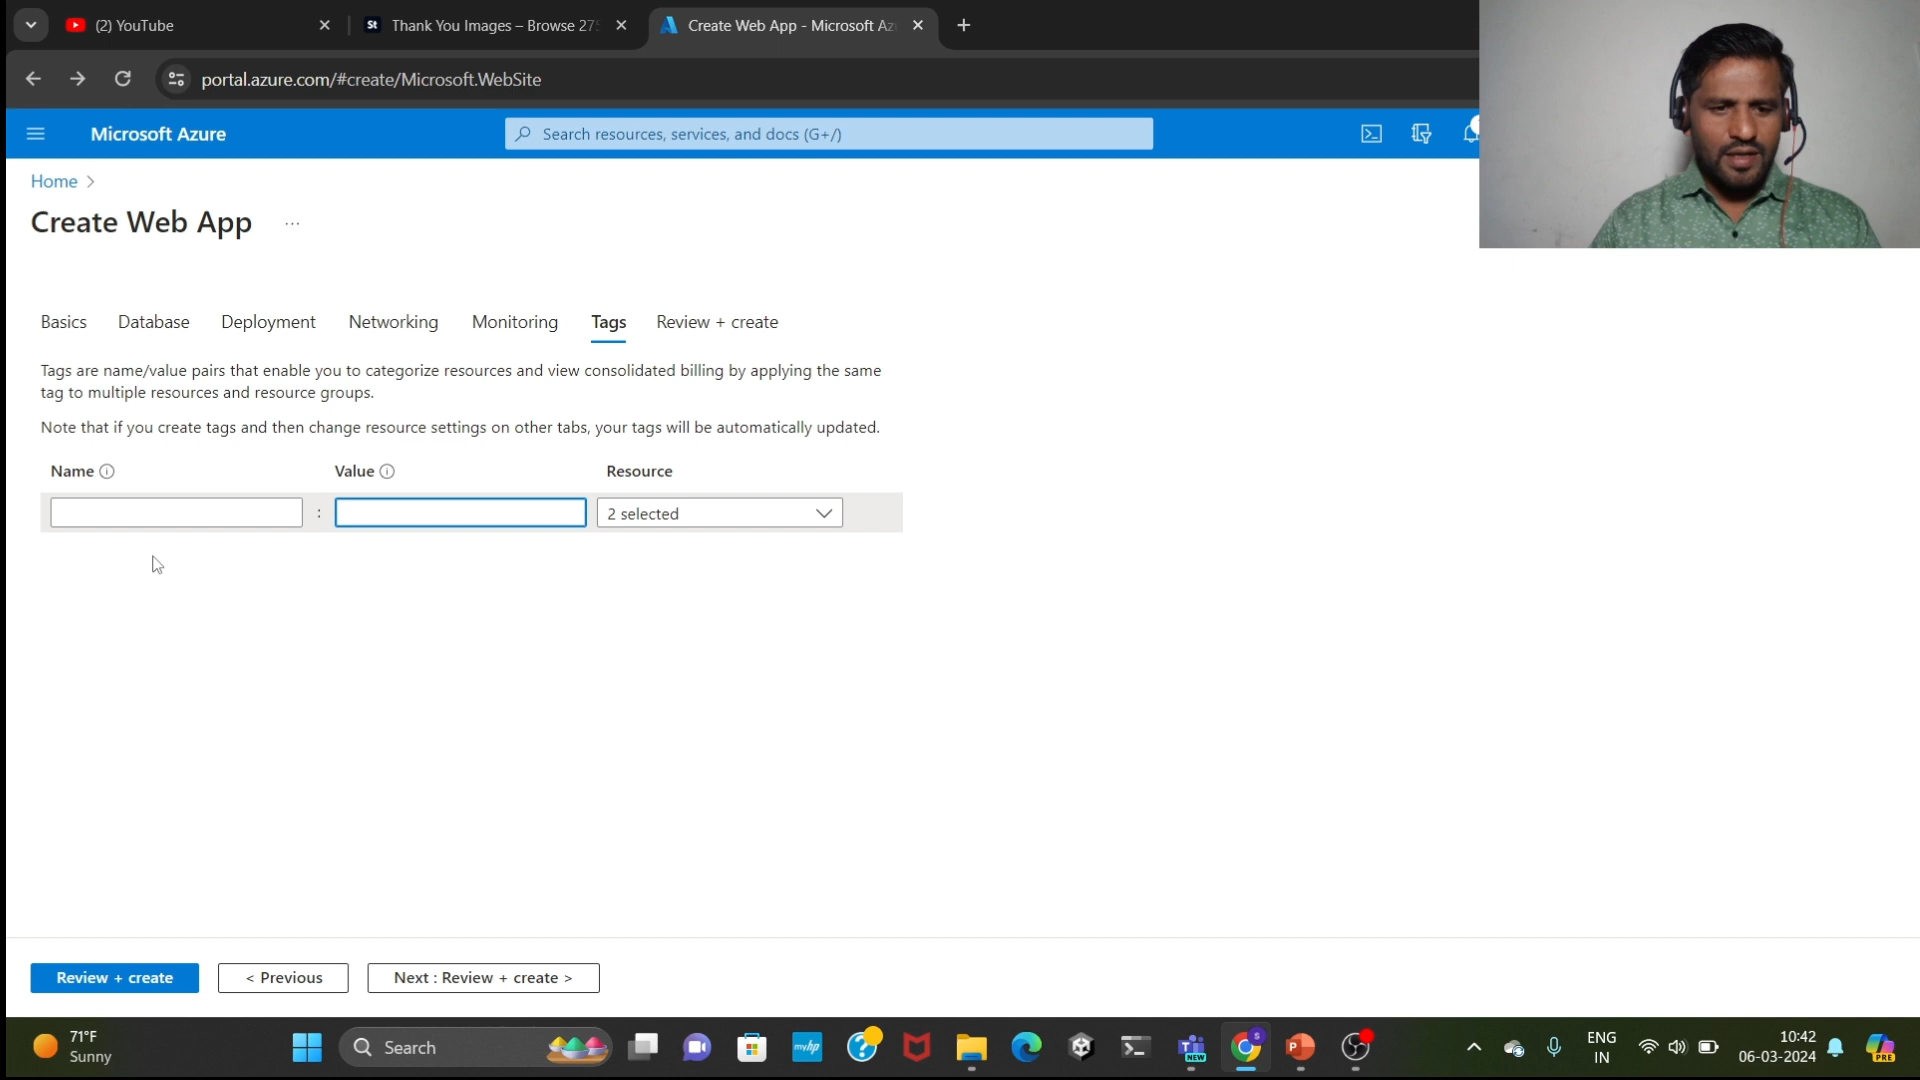 (2) YouTube
St Thank You Images – Browse 275
Create Web App - Microsoft Az
portal.azure.com/#create/Microsoft.WebSite
Microsoft Azure
Search resources, services, and docs (G+/)
Home >
Create Web App ...
Basics Database Deployment Networking Monitoring Tags Review + create
Tags are name/value pairs that enable you to categorize resources and view consolidated billing by applying the same
tag to multiple resources and resource groups.
Note that if you create tags and then change resource settings on other tabs, your tags will be automatically updated.
Name Value Resource
: 2 selected
Review + create < Previous Next : Review + create >
71°F
Sunny
Search
myhp
NEW
ENG
IN
10:42
06-03-2024
PRE